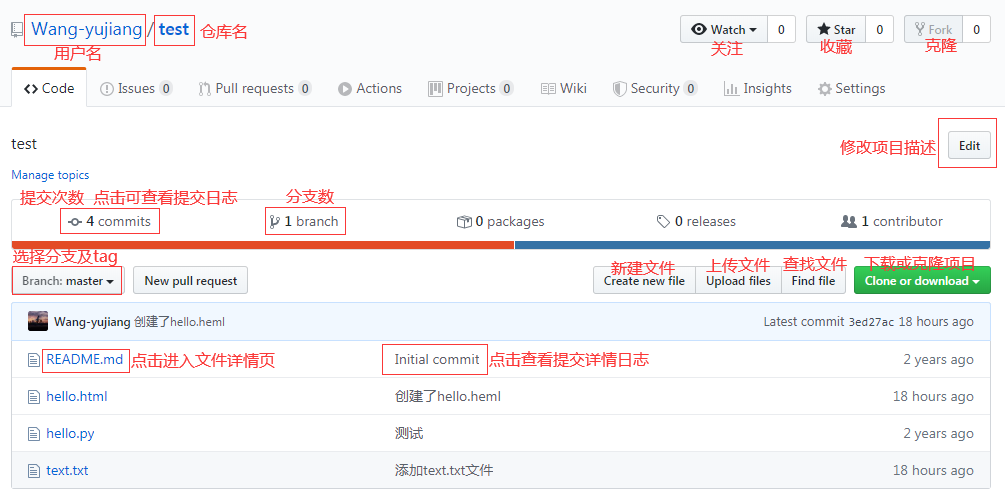 Wang-yujiang/test 仓库名 Watch 0 Star 0 Fork 0
用户名 关注 收藏 克隆
Code Issues 0 Pull requests 0 Actions Projects 0 Wiki Security 0 Insights Settings
test 修改项目描述 Edit
Manage topics
提交次数 点击可查看提交日志 分支数
4 commits 1 branch 0 packages 0 releases 1 contributor
选择分支及tag 新建文件 上传文件 查找文件 下载或克隆项目
Branch: master New pull request Create new file Upload files Find file Clone or download
Wang-yujiang 创建了hello.heml Latest commit 3ed27ac 18 hours ago
README.md 点击进入文件详情页 Initial commit 点击查看提交详情日志 2 years ago
hello.html 创建了hello.heml 18 hours ago
hello.py 测试 2 years ago
text.txt 添加text.txt文件 18 hours ago